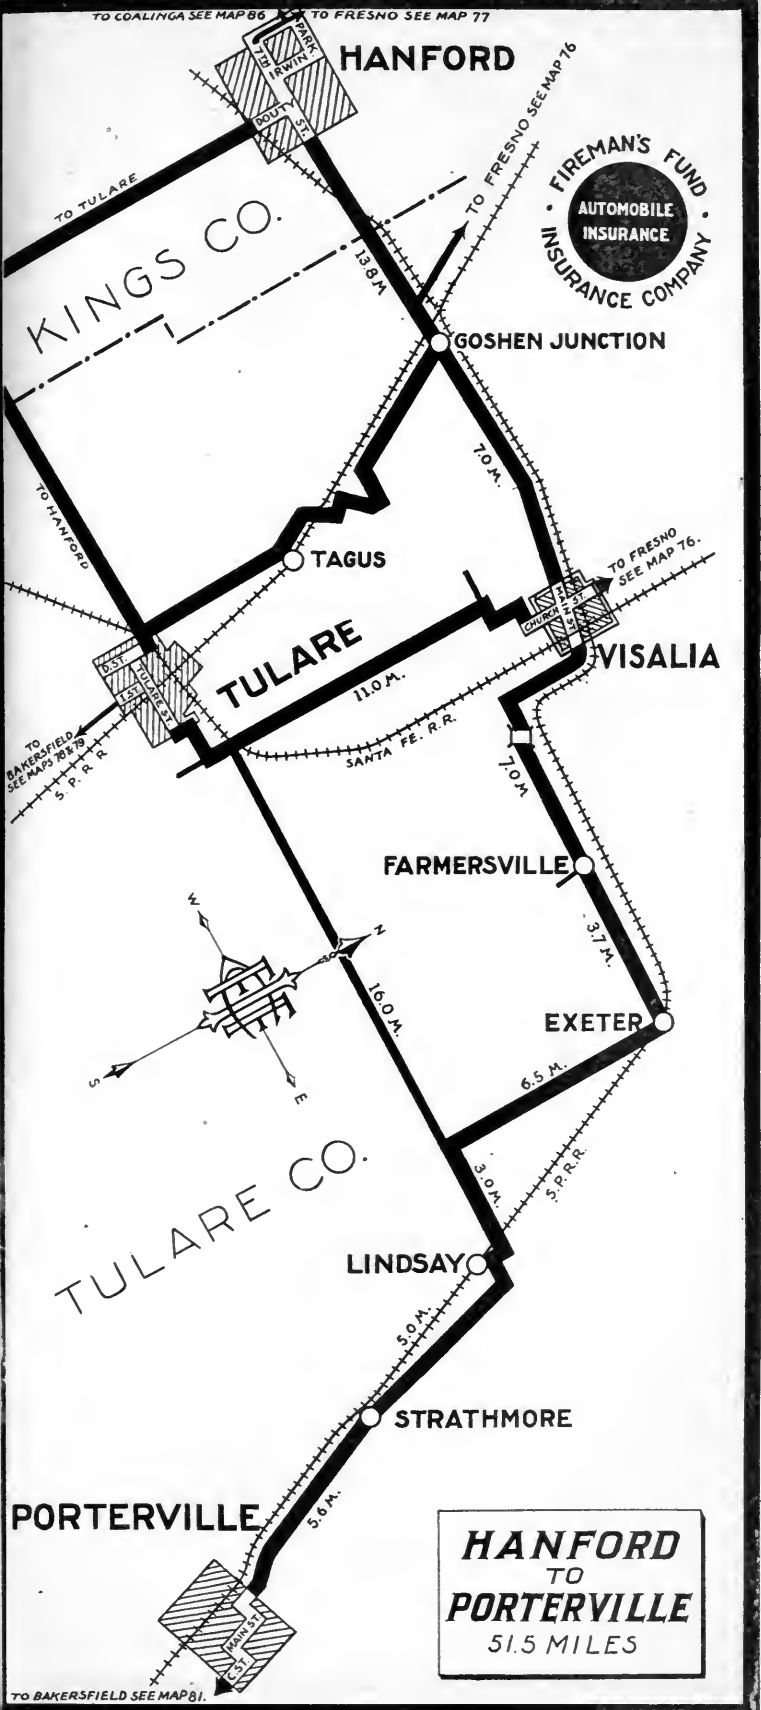 TO COALINGA SEE MAP 86
TO FRESNO SEE MAP 77
PARK
7TH
IRWIN
HANFORD
DOUTY
ST.
TO FRESNO SEE MAP 76
FIREMAN'S FUND
AUTOMOBILE
INSURANCE
INSURANCE COMPANY
TO TULARE
KINGS CO.
13.8 M.
GOSHEN JUNCTION
7.0 M.
TO HANFORD
TAGUS
TO FRESNO
SEE MAP 76.
MAIN ST.
CHURCH ST.
VISALIA
TULARE
D. ST.
I. ST.
TULARE ST.
11.0 M.
SANTA FE. R.R.
TO
BAKERSFIELD
SEE MAPS 78 & 79
S. P. R R
7.0 M
FARMERSVILLE
3.7 M.
W
N
S
E
16.0 M.
EXETER
6.5 M.
S.P.R.R.
3.0 M.
TULARE CO.
LINDSAY
5.0 M.
STRATHMORE
5.6 M.
PORTERVILLE
MAIN ST.
C. ST.
TO BAKERSFIELD SEE MAP 81.
HANFORD
TO
PORTERVILLE
51.5 MILES